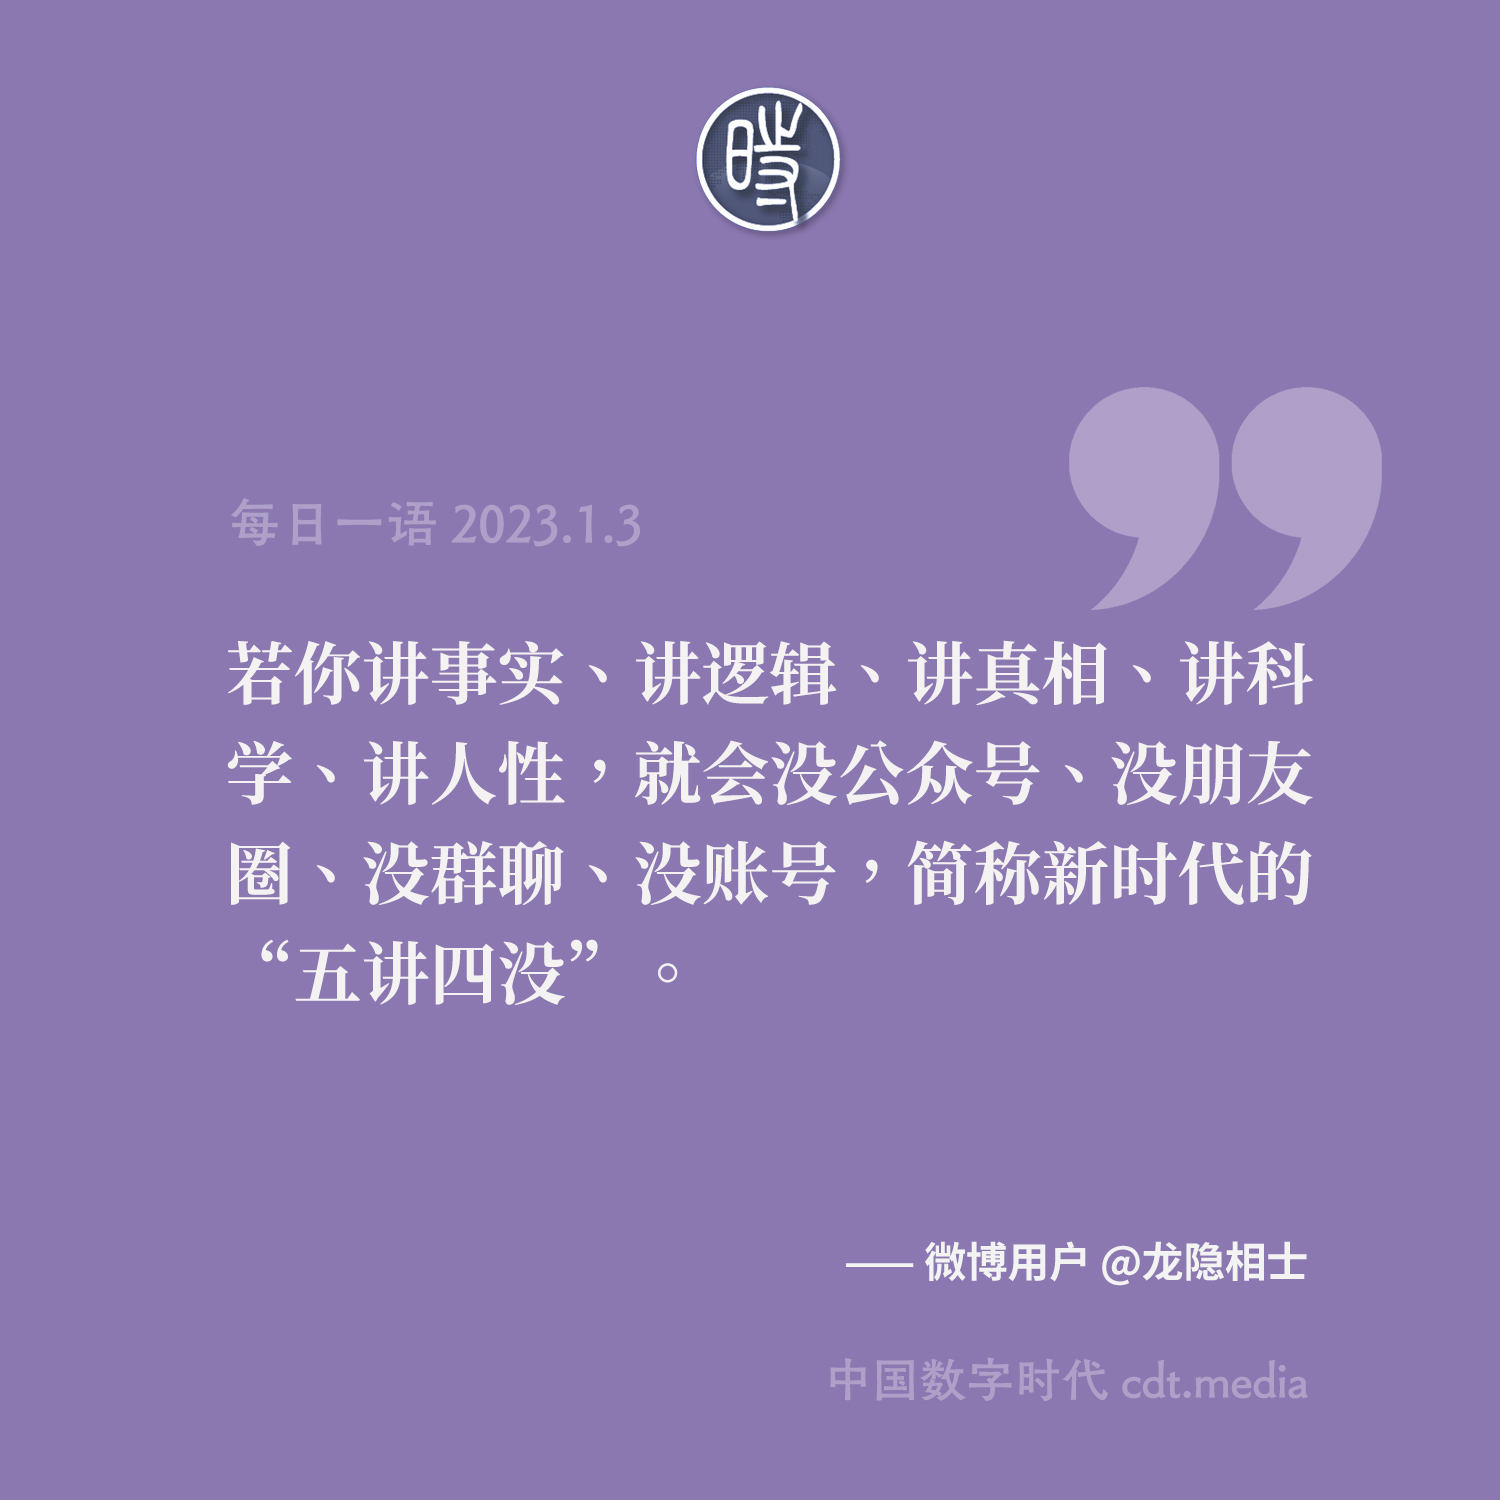 時
每日一语 2023.1.3
若你讲事实、讲逻辑、讲真相、讲科
学、讲人性，就会没公众号、没朋友
圈、没群聊、没账号，简称新时代的
“五讲四没”。
—— 微博用户 @龙隐相士
中国数字时代 cdt.media